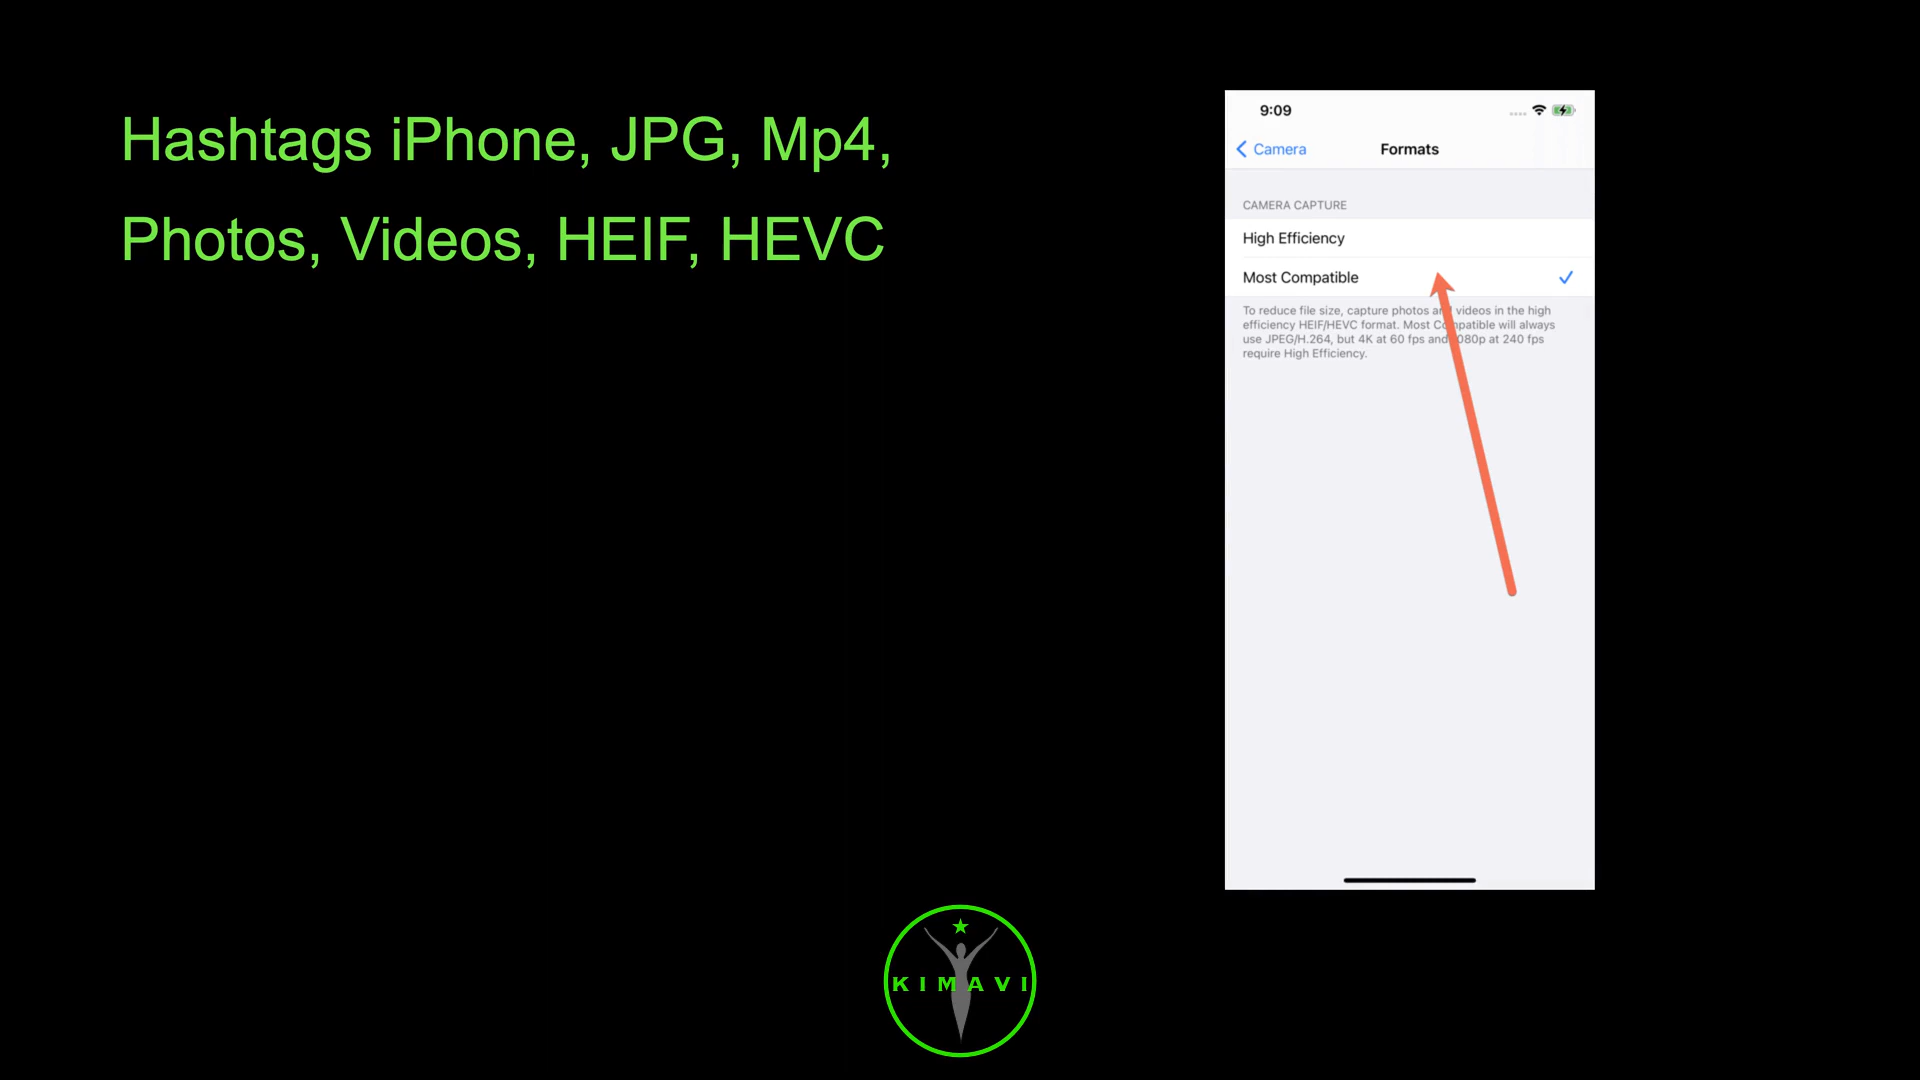 Hashtags iPhone, JPG, Mp4,
Photos, Videos, HEIF, HEVC
9:09
Camera
Formats
CAMERA CAPTURE
High Efficiency
Most Compatible
To reduce file size, capture photos and videos in the high
efficiency HEIF/HEVC format. Most Compatible will always
use JPEG/H.264, but 4K at 60 fps and 1080p at 240 fps
require High Efficiency.
KIMAVI